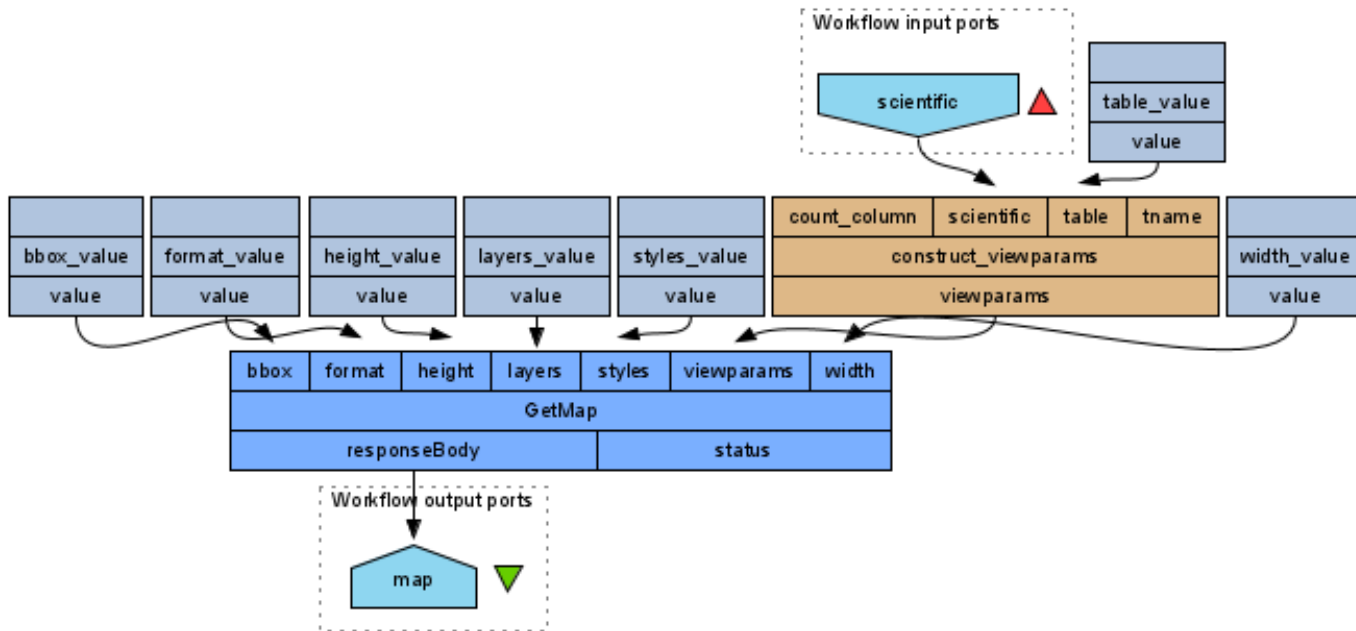 Workflow input ports
scientific
table_value
value
count_column scientific table tname
bbox_value format_value height_value layers_value styles_value construct_viewparams width_value
value value value value value viewparams value
bbox format height layers styles viewparams width
GetMap
responseBody status
Workflow output ports
map